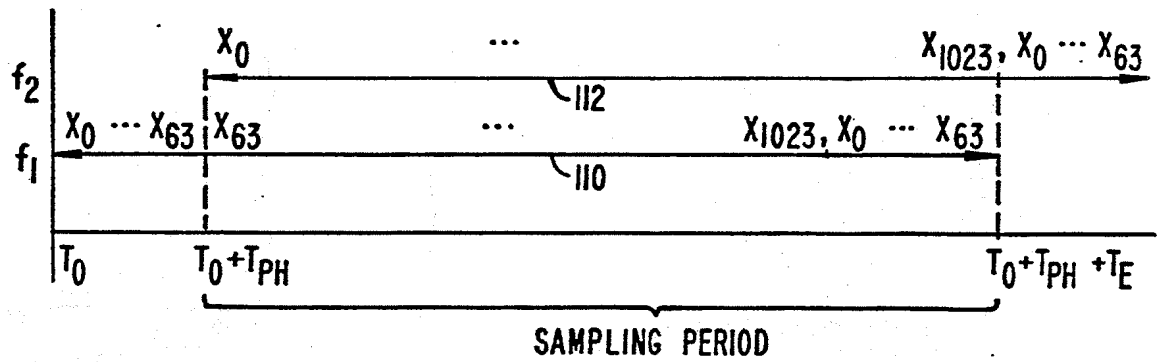 X0 ... X1023, X0 ... X63
f2
112
X0 ... X63 X63 ... X1023, X0 ... X63
f1
110
T0 T0+TPH T0+TPH+TE
SAMPLING PERIOD